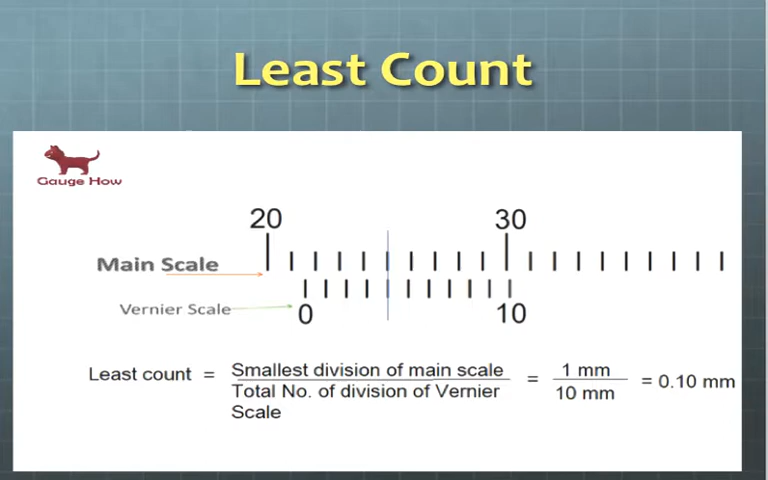 Least Count
Gauge How
20 30
Main Scale
Vernier Scale
0 10
Least count = Smallest division of main scale = 1 mm = 0.10 mm
Total No. of division of Vernier 10 mm
Scale